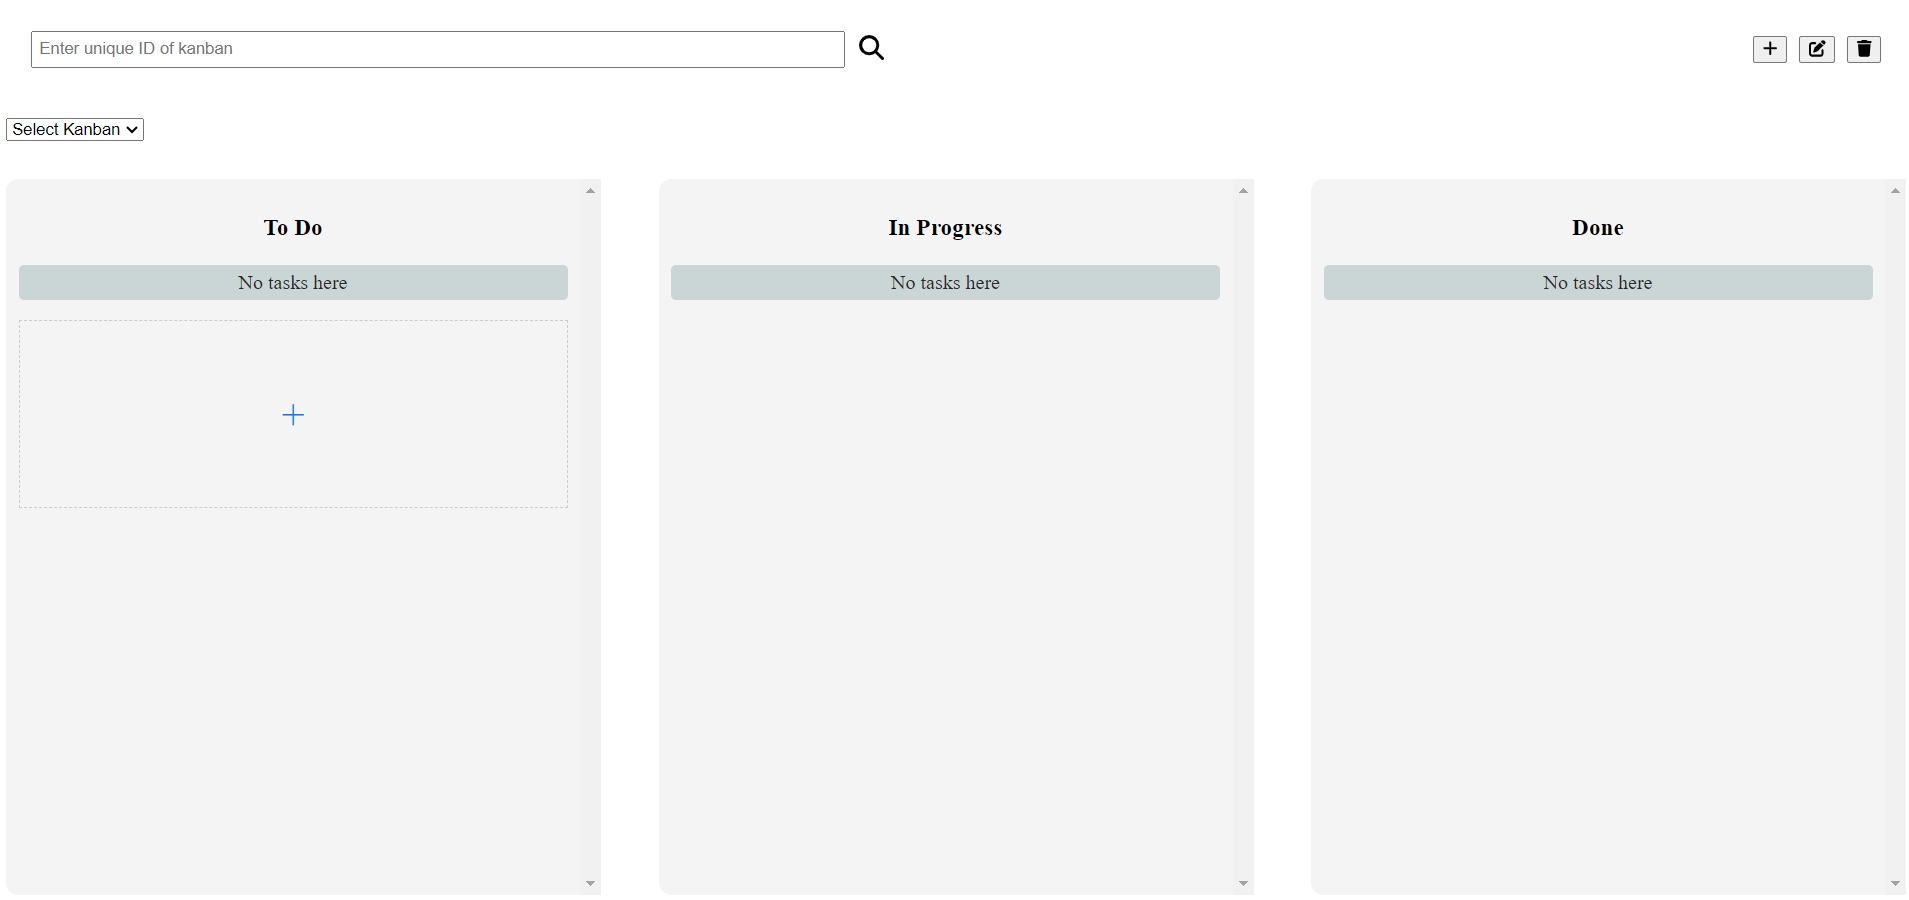 Enter unique ID of kanban
Select Kanban
To Do
In Progress
Done
No tasks here
No tasks here
No tasks here